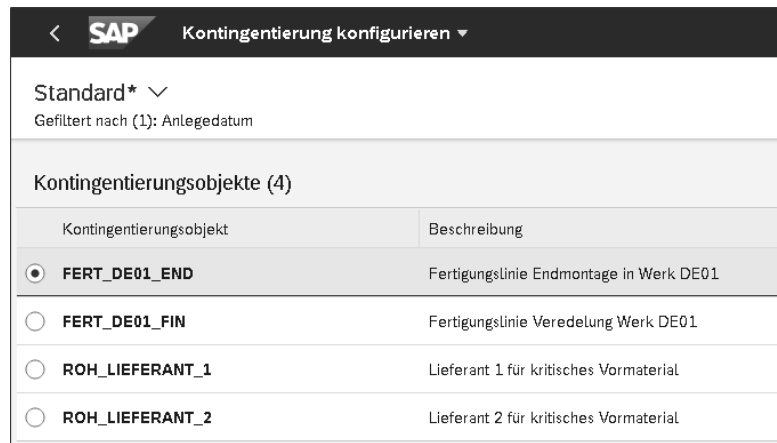 SAP Kontingentierung konfigurieren
Standard*
Gefiltert nach (1): Anlegedatum
Kontingentierungsobjekte (4)
Kontingentierungsobjekt Beschreibung
FERT_DE01_END Fertigungslinie Endmontage in Werk DE01
FERT_DE01_FIN Fertigungslinie Veredelung Werk DE01
ROH_LIEFERANT_1 Lieferant 1 für kritisches Vormaterial
ROH_LIEFERANT_2 Lieferant 2 für kritisches Vormaterial